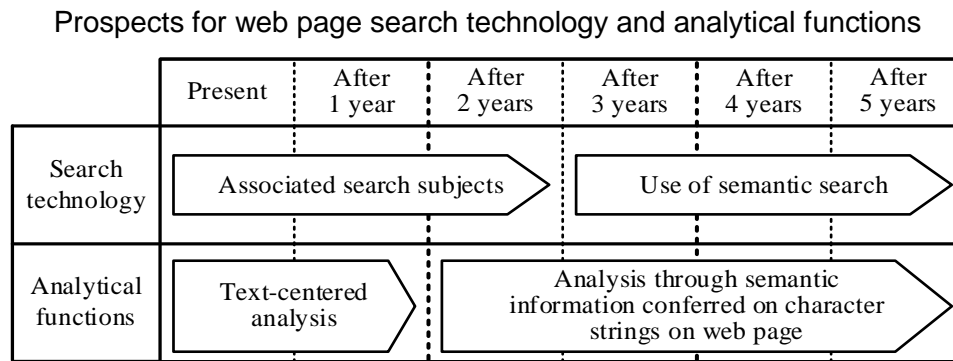 Prospects for web page search technology and analytical functions
Present
After
1 year
After
2 years
After
3 years
After
4 years
After
5 years
Search
technology
Associated search subjects
Use of semantic search
Analytical
functions
Text-centered
analysis
Analysis through semantic
information conferred on character
strings on web page